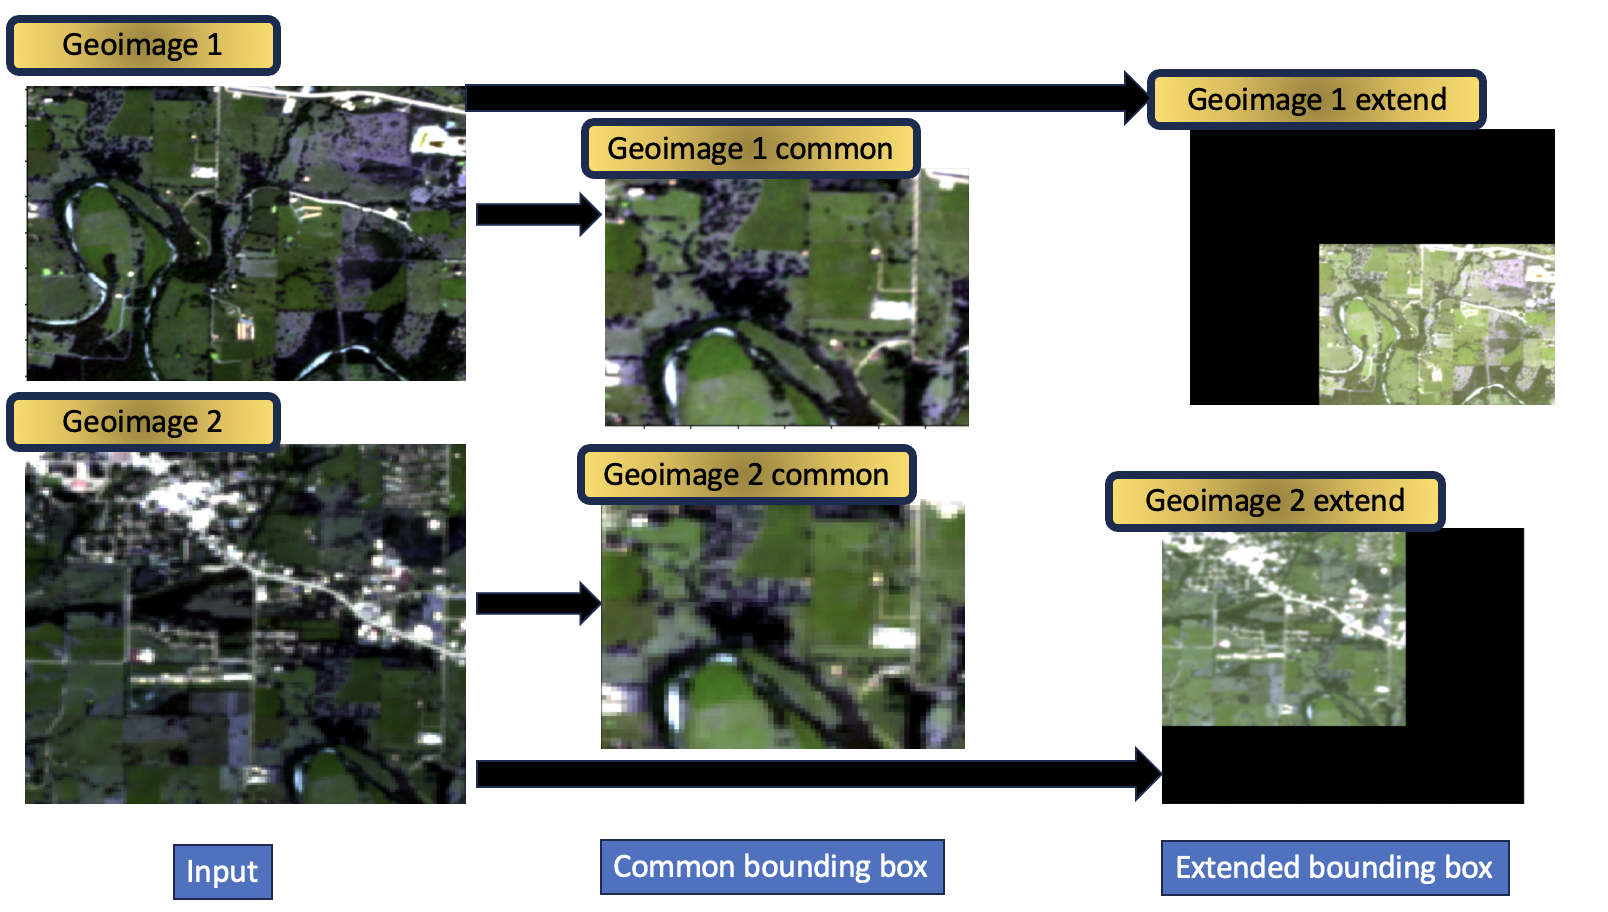 Geoimage 1
Geoimage 1 extend
Geoimage 1 common
Geoimage 2
Geoimage 2 common
Geoimage 2 extend
Input
Common bounding box
Extended bounding box